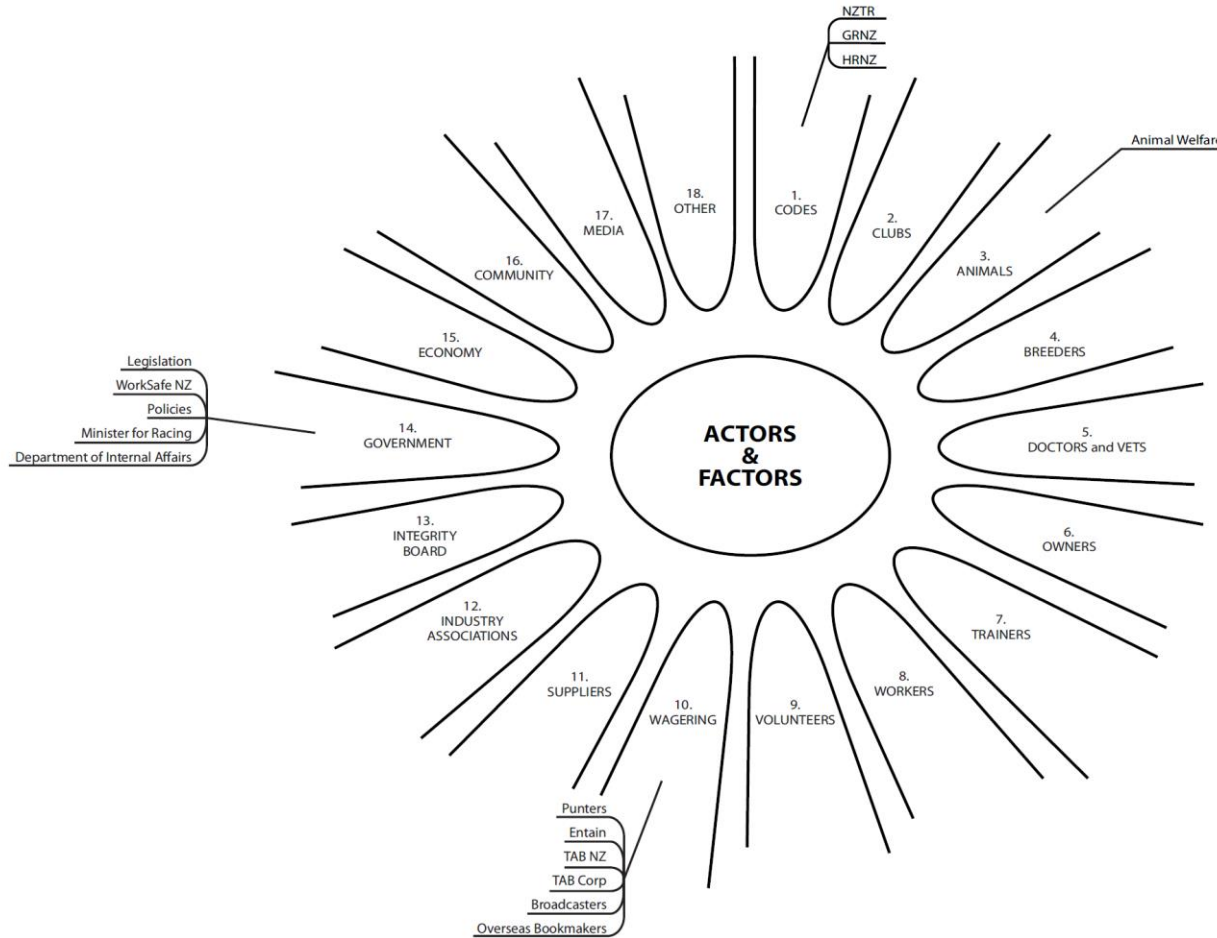 NZTR
GRNZ
HRNZ
Animal Welfare
1.
CODES
2.
CLUBS
3.
ANIMALS
4.
BREEDERS
5.
DOCTORS and VETS
6.
OWNERS
7.
TRAINERS
8.
WORKERS
9.
VOLUNTEERS
10.
WAGERING
Punters
Entain
TAB NZ
TAB Corp
Broadcasters
Overseas Bookmakers
11.
SUPPLIERS
12.
INDUSTRY
ASSOCIATIONS
13.
INTEGRITY
BOARD
14.
GOVERNMENT
Legislation
WorkSafe NZ
Policies
Minister for Racing
Department of Internal Affairs
15.
ECONOMY
16.
COMMUNITY
17.
MEDIA
18.
OTHER
ACTORS
&
FACTORS